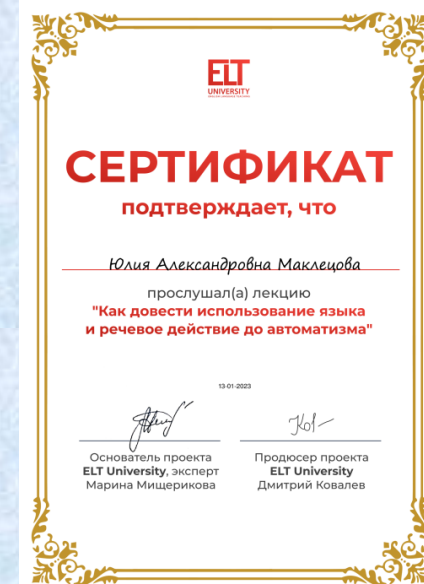 ELT
UNIVERSITY
СЕРТИФИКАТ
подтверждает, что
Юлия Александровна Маклецова
прослушал(а) лекцию
"Как довести использование языка
и речевое действие до автоматизма"
13-01-2023
Основатель проекта
ELT University, эксперт
Марина Мищерикова
Продюсер проекта
ELT University
Дмитрий Ковалев